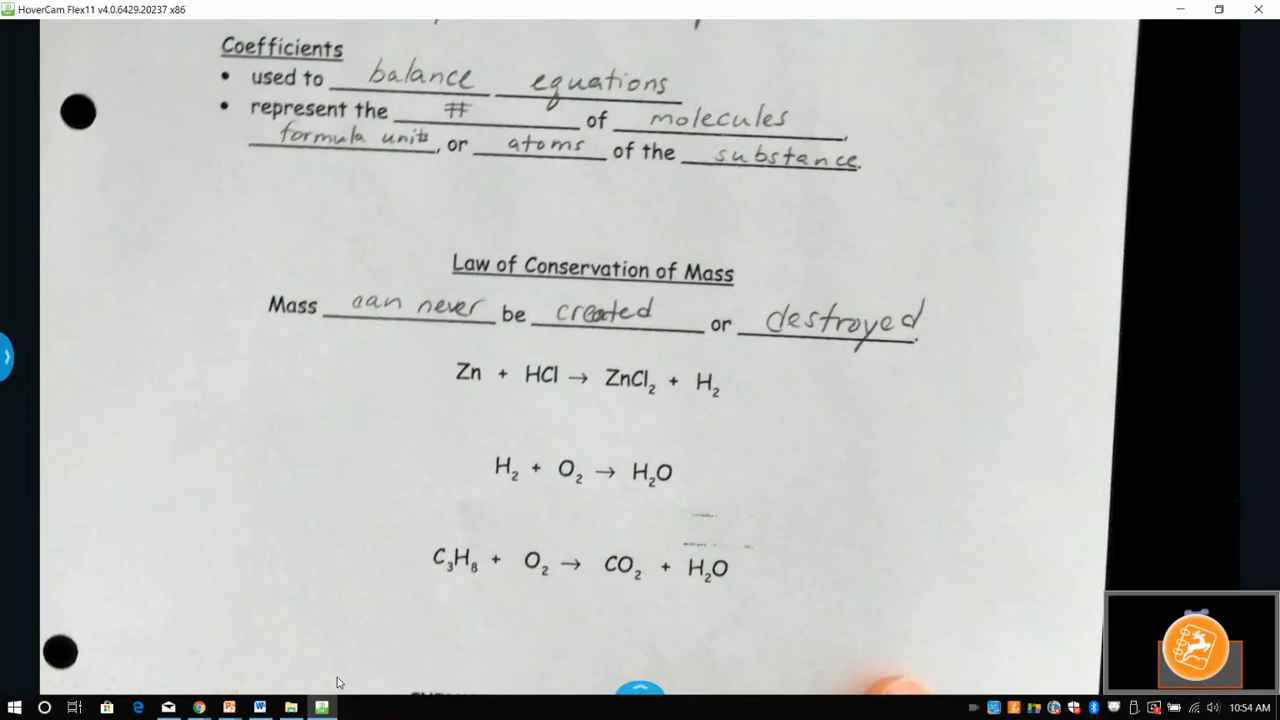 HoverCam Flex11 v4.0.6429.20237 x86
Coefficients
• used to balance equations
• represent the # of molecules,
formula units, or atoms of the substance.
Law of Conservation of Mass
Mass can never be created or destroyed.
Zn + HCl → ZnCl₂ + H₂
H₂ + O₂ → H₂O
C₃H₈ + O₂ → CO₂ + H₂O
10:54 AM